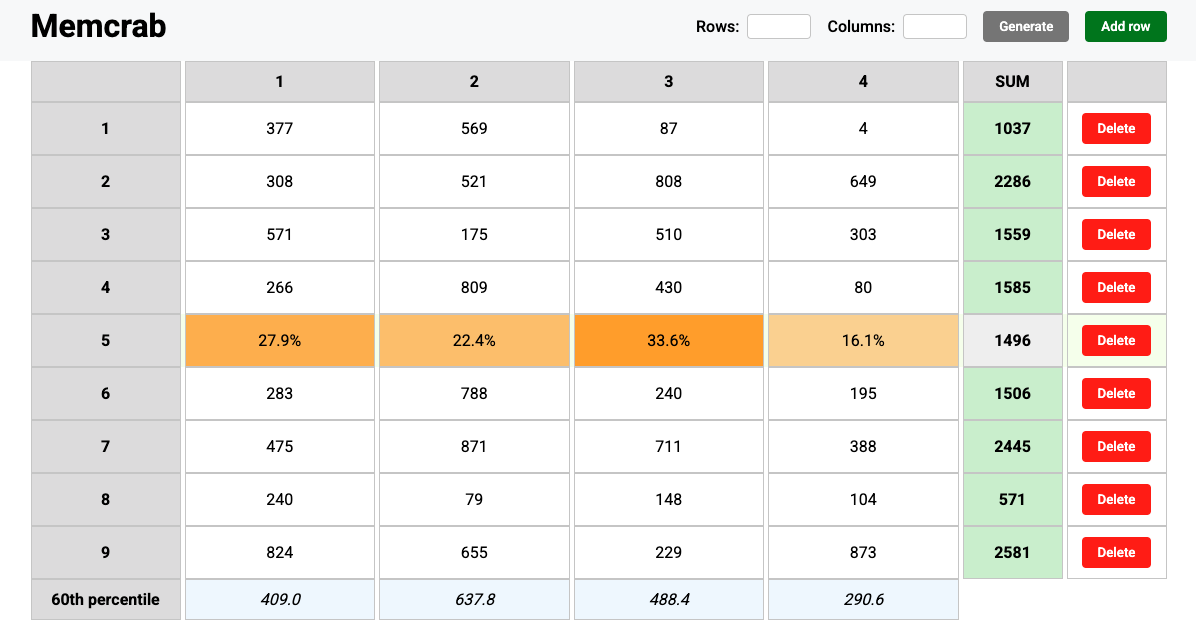 Memcrab Rows: Columns: Generate Add row
1 2 3 4 SUM
1 377 569 87 4 1037 Delete
2 308 521 808 649 2286 Delete
3 571 175 510 303 1559 Delete
4 266 809 430 80 1585 Delete
5 27.9% 22.4% 33.6% 16.1% 1496 Delete
6 283 788 240 195 1506 Delete
7 475 871 711 388 2445 Delete
8 240 79 148 104 571 Delete
9 824 655 229 873 2581 Delete
60th percentile 409.0 637.8 488.4 290.6